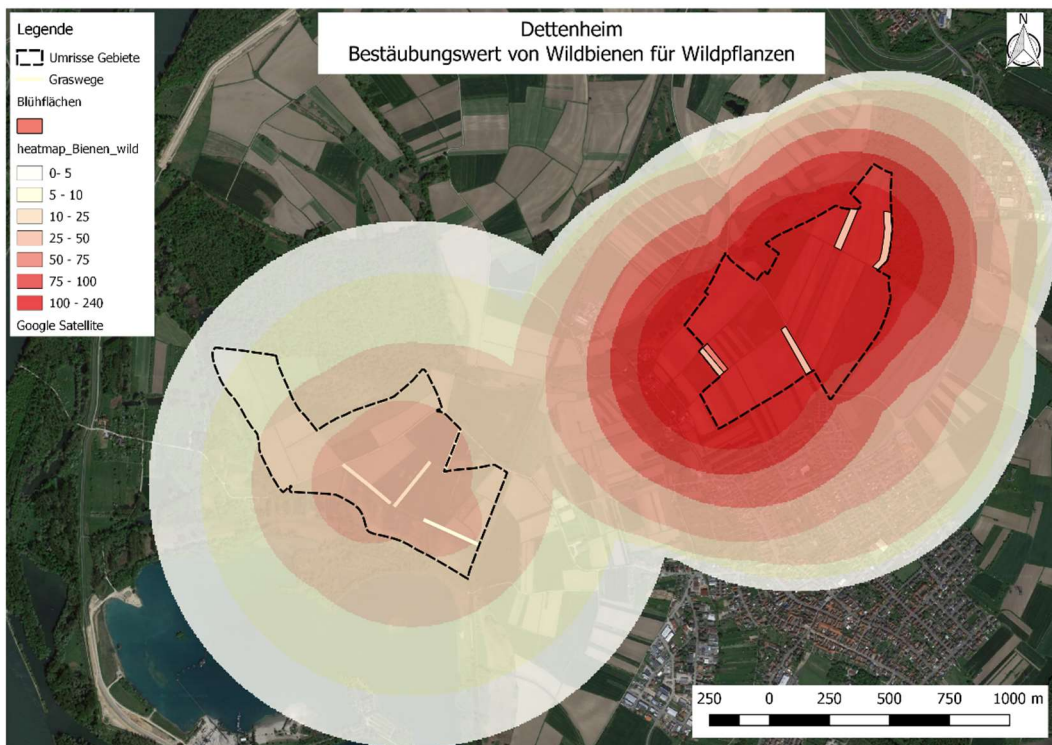 Dettenheim
Bestäubungswert von Wildbienen für Wildpflanzen
Legende
Umrisse Gebiete
Graswege
Blühflächen
heatmap_Bienen_wild
0- 5
5 - 10
10 - 25
25 - 50
50 - 75
75 - 100
100 - 240
Google Satellite
N
250 0 250 500 750 1000 m